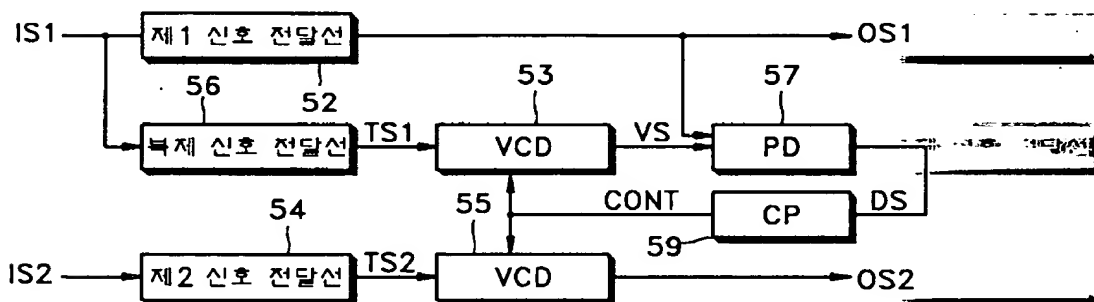 IS1
제1 신호 전달선
OS1
52
56
53
57
복제 신호 전달선
TS1
VCD
VS
PD
CONT
CP
DS
59
54
55
IS2
제2 신호 전달선
TS2
VCD
OS2